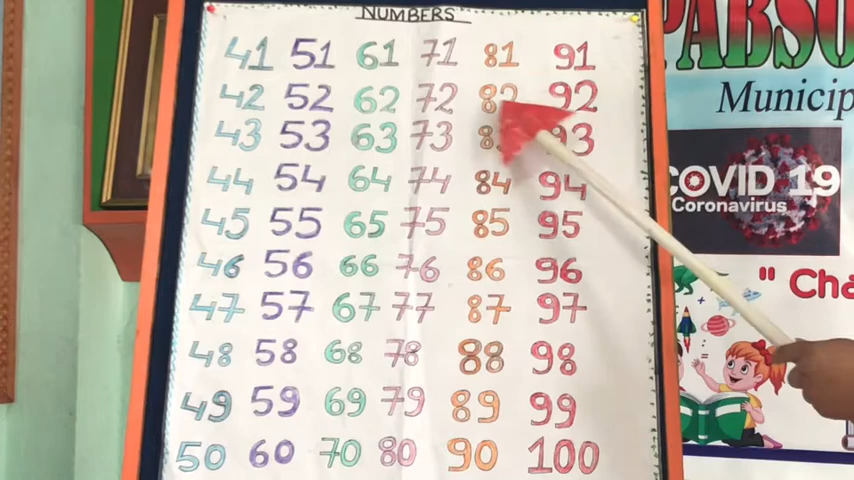 NUMBERS
41 51 61 71 81 91
42 52 62 72 82 92
43 53 63 73 83 93
44 54 64 74 84 94
45 55 65 75 85 95
46 56 66 76 86 96
47 57 67 77 87 97
48 58 68 78 88 98
49 59 69 79 89 99
50 60 70 80 90 100
PABSO
Municip
COVID 19
Coronavirus
" Cha